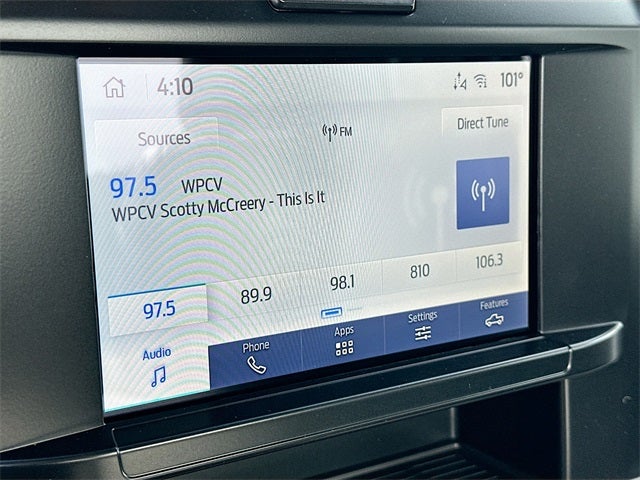 4:10
101°
Sources
FM
Direct Tune
97.5 WPCV
WPCV Scotty McCreery - This Is It
97.5
89.9
98.1
810
106.3
Audio
Phone
Apps
Settings
Features